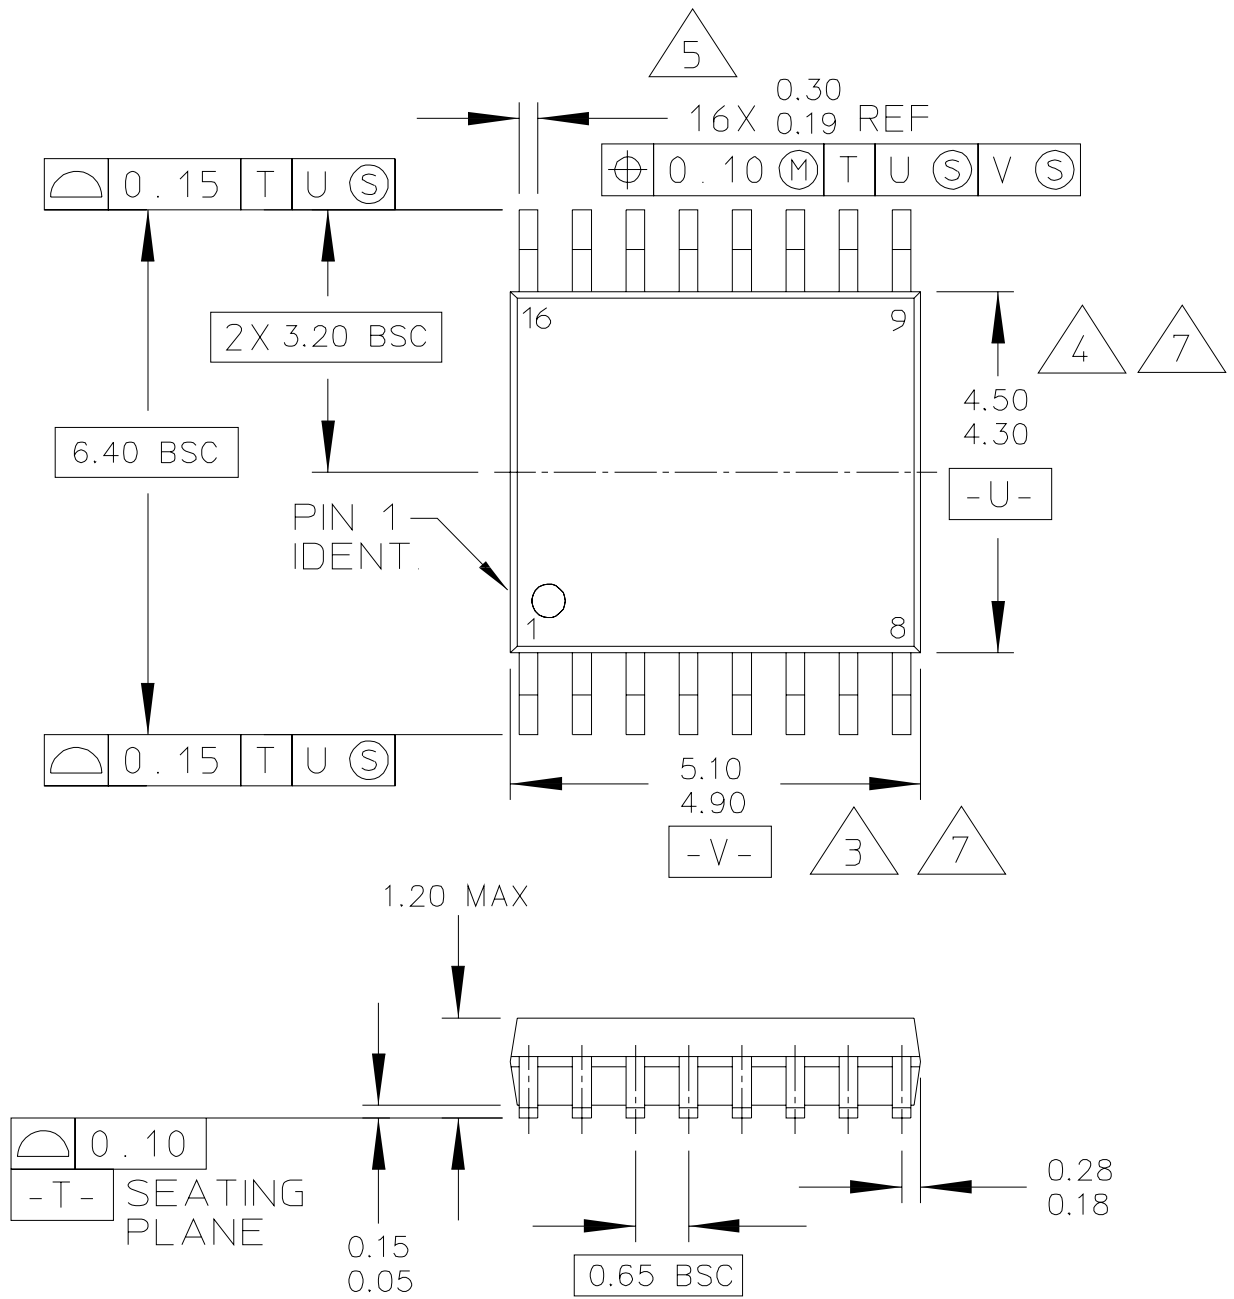 5
0.30
16X 0.19 REF
0.10 Ⓜ T U Ⓢ V Ⓢ
0.15 T U Ⓢ
16 9
2X 3.20 BSC
4 7
4.50
4.30
6.40 BSC
-U-
PIN 1
IDENT.
1 8
0.15 T U Ⓢ
5.10
4.90
-V- 3 7
1.20 MAX
0.10
-T- SEATING
PLANE
0.28
0.18
0.15
0.05
0.65 BSC